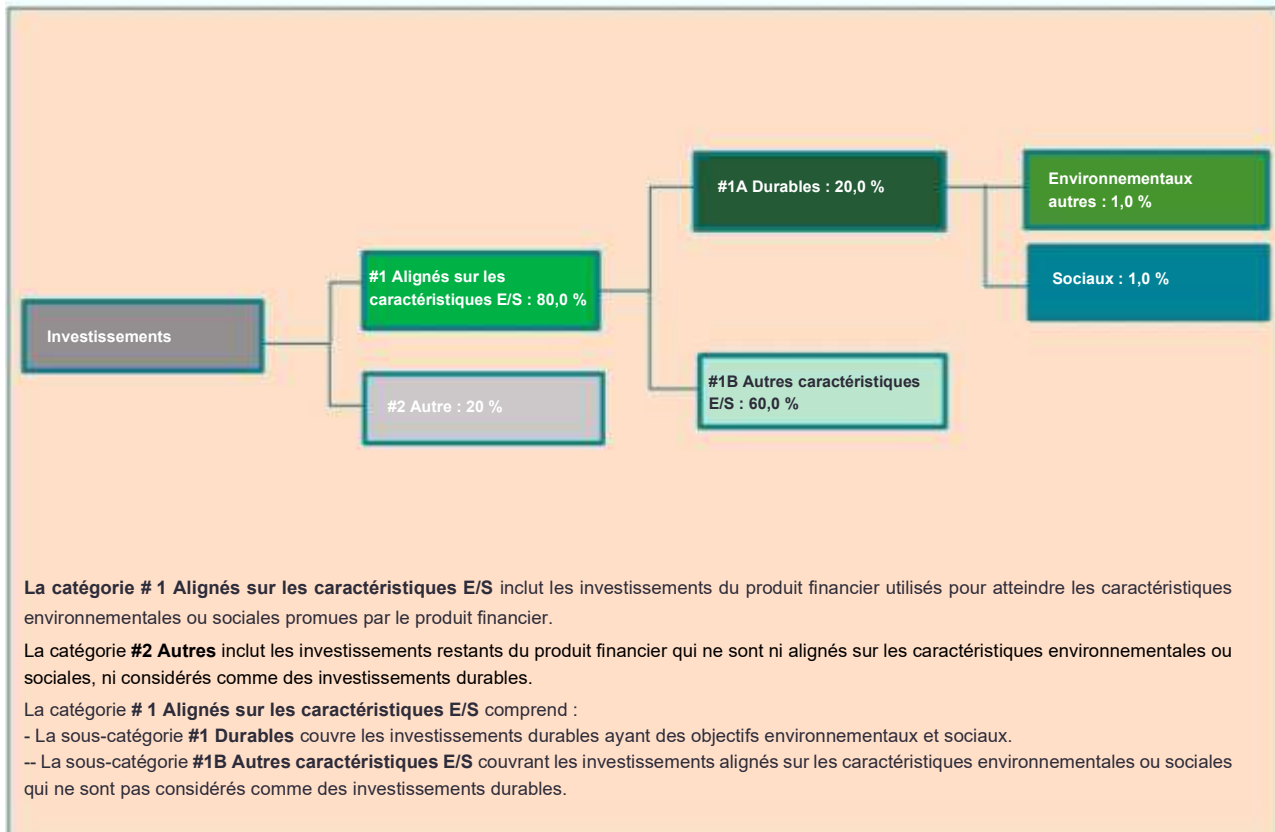 #1A Durables : 20,0 %
Environnementaux
autres : 1,0 %
#1 Alignés sur les
caractéristiques E/S : 80,0 %
Sociaux : 1,0 %
Investissements
#1B Autres caractéristiques
E/S : 60,0 %
#2 Autre : 20 %
La catégorie # 1 Alignés sur les caractéristiques E/S inclut les investissements du produit financier utilisés pour atteindre les caractéristiques
environnementales ou sociales promues par le produit financier.
La catégorie #2 Autres inclut les investissements restants du produit financier qui ne sont ni alignés sur les caractéristiques environnementales ou
sociales, ni considérés comme des investissements durables.
La catégorie # 1 Alignés sur les caractéristiques E/S comprend :
- La sous-catégorie #1 Durables couvre les investissements durables ayant des objectifs environnementaux et sociaux.
-- La sous-catégorie #1B Autres caractéristiques E/S couvrant les investissements alignés sur les caractéristiques environnementales ou sociales
qui ne sont pas considérés comme des investissements durables.